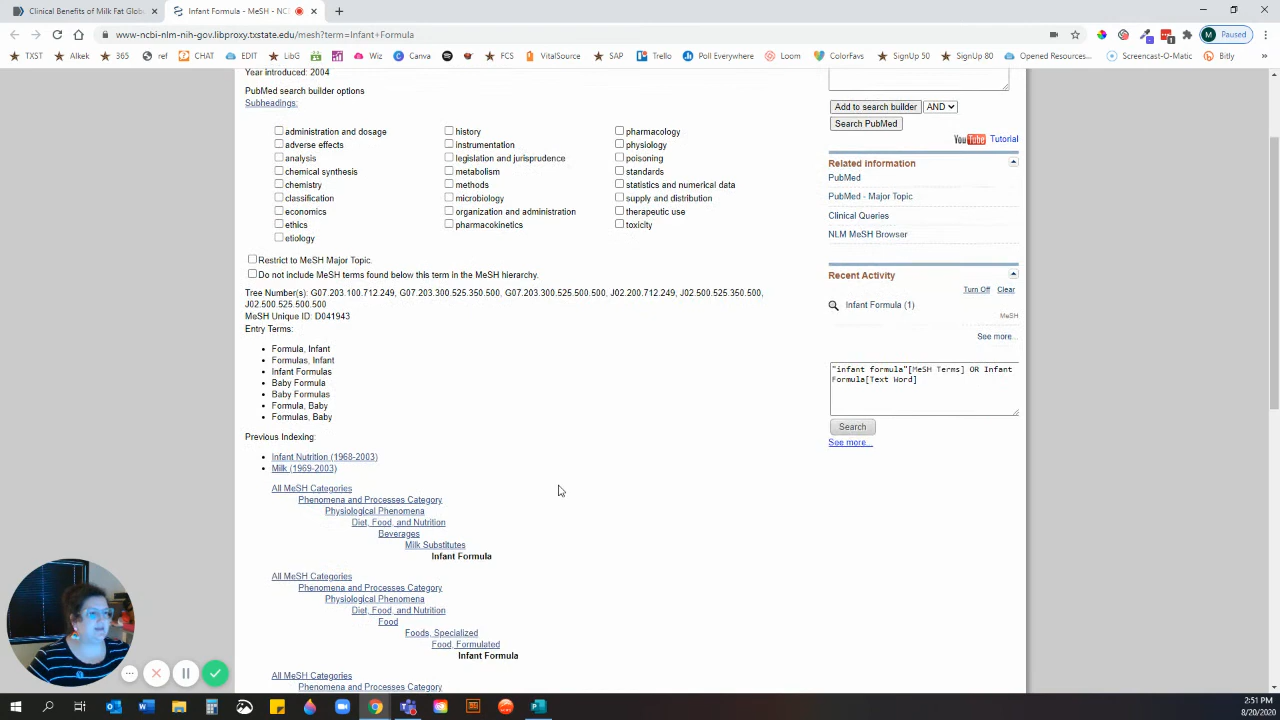 Clinical Benefits of Milk Fat Glob
Infant Formula - MeSH - NCBI
www-ncbi-nlm-nih-gov.libproxy.txstate.edu/mesh?term=Infant+Formula
M Paused
TXST Alkek 365 ref CHAT EDIT LibG Wiz Canva FCS VitalSource SAP Trello Poll Everywhere Loom ColorFavs SignUp 50 SignUp 80 Opened Resources... Screencast-O-Matic Bitly
Year introduced: 2004
PubMed search builder options
Subheadings:
administration and dosage
adverse effects
analysis
chemical synthesis
chemistry
classification
economics
ethics
etiology
history
instrumentation
legislation and jurisprudence
metabolism
methods
microbiology
organization and administration
pharmacokinetics
pharmacology
physiology
poisoning
standards
statistics and numerical data
supply and distribution
therapeutic use
toxicity
Restrict to MeSH Major Topic.
Do not include MeSH terms found below this term in the MeSH hierarchy.
Tree Number(s): G07.203.100.712.249, G07.203.300.525.350.500, G07.203.300.525.500.500, J02.200.712.249, J02.500.525.350.500,
J02.500.525.500.500
MeSH Unique ID: D041943
Entry Terms:
Formula, Infant
Formulas, Infant
Infant Formulas
Baby Formula
Baby Formulas
Formula, Baby
Formulas, Baby
Previous Indexing:
Infant Nutrition (1968-2003)
Milk (1969-2003)
All MeSH Categories
Phenomena and Processes Category
Physiological Phenomena
Diet, Food, and Nutrition
Beverages
Milk Substitutes
Infant Formula
All MeSH Categories
Phenomena and Processes Category
Physiological Phenomena
Diet, Food, and Nutrition
Food
Foods, Specialized
Food, Formulated
Infant Formula
All MeSH Categories
Phenomena and Processes Category
Add to search builder AND
Search PubMed
YouTube Tutorial
Related information
PubMed
PubMed - Major Topic
Clinical Queries
NLM MeSH Browser
Recent Activity
Turn Off Clear
Infant Formula (1)
MeSH
See more...
"infant formula"[MeSH Terms] OR Infant
Formula[Text Word]
Search
See more...
2:51 PM
8/20/2020